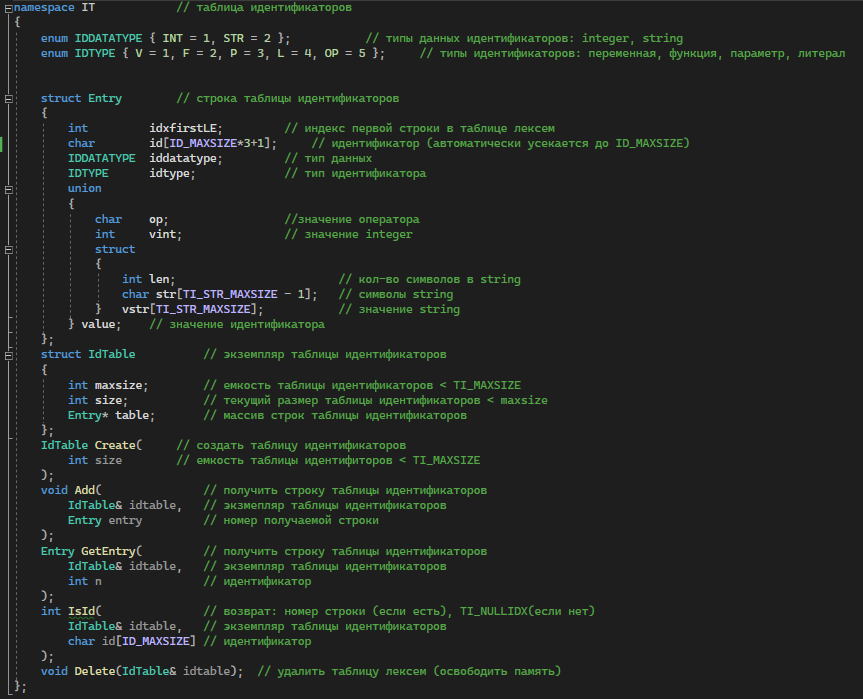 namespace IT // таблица идентификаторов
{
enum IDDATATYPE { INT = 1, STR = 2 }; // типы данных идентификаторов: integer, string
enum IDTYPE { V = 1, F = 2, P = 3, L = 4, OP = 5 }; // типы идентификаторов: переменная, функция, параметр, литерал
struct Entry // строка таблицы идентификаторов
{
int idxfirstLE; // индекс первой строки в таблице лексем
char id[ID_MAXSIZE*3+1]; // идентификатор (автоматически усекается до ID_MAXSIZE)
IDDATATYPE iddatatype; // тип данных
IDTYPE idtype; // тип идентификатора
union
{
char op; //значение оператора
int vint; // значение integer
struct
{
int len; // кол-во символов в string
char str[TI_STR_MAXSIZE - 1]; // символы string
} vstr[TI_STR_MAXSIZE]; // значение string
} value; // значение идентификатора
};
struct IdTable // экземпляр таблицы идентификаторов
{
int maxsize; // емкость таблицы идентификаторов < TI_MAXSIZE
int size; // текущий размер таблицы идентификаторов < maxsize
Entry* table; // массив строк таблицы идентификаторов
};
IdTable Create( // создать таблицу идентификаторов
int size // емкость таблицы идентифиторов < TI_MAXSIZE
);
void Add( // получить строку таблицы идентификаторов
IdTable& idtable, // экзмепляр таблицы идентификаторов
Entry entry // номер получаемой строки
);
Entry GetEntry( // получить строку таблицы идентификаторов
IdTable& idtable, // экземпляр таблицы идентификаторов
int n // идентификатор
);
int IsId( // возврат: номер строки (если есть), TI_NULLIDX(если нет)
IdTable& idtable, // экземпляр таблицы идентификаторов
char id[ID_MAXSIZE] // идентификатор
);
void Delete(IdTable& idtable); // удалить таблицу лексем (освободить память)
};